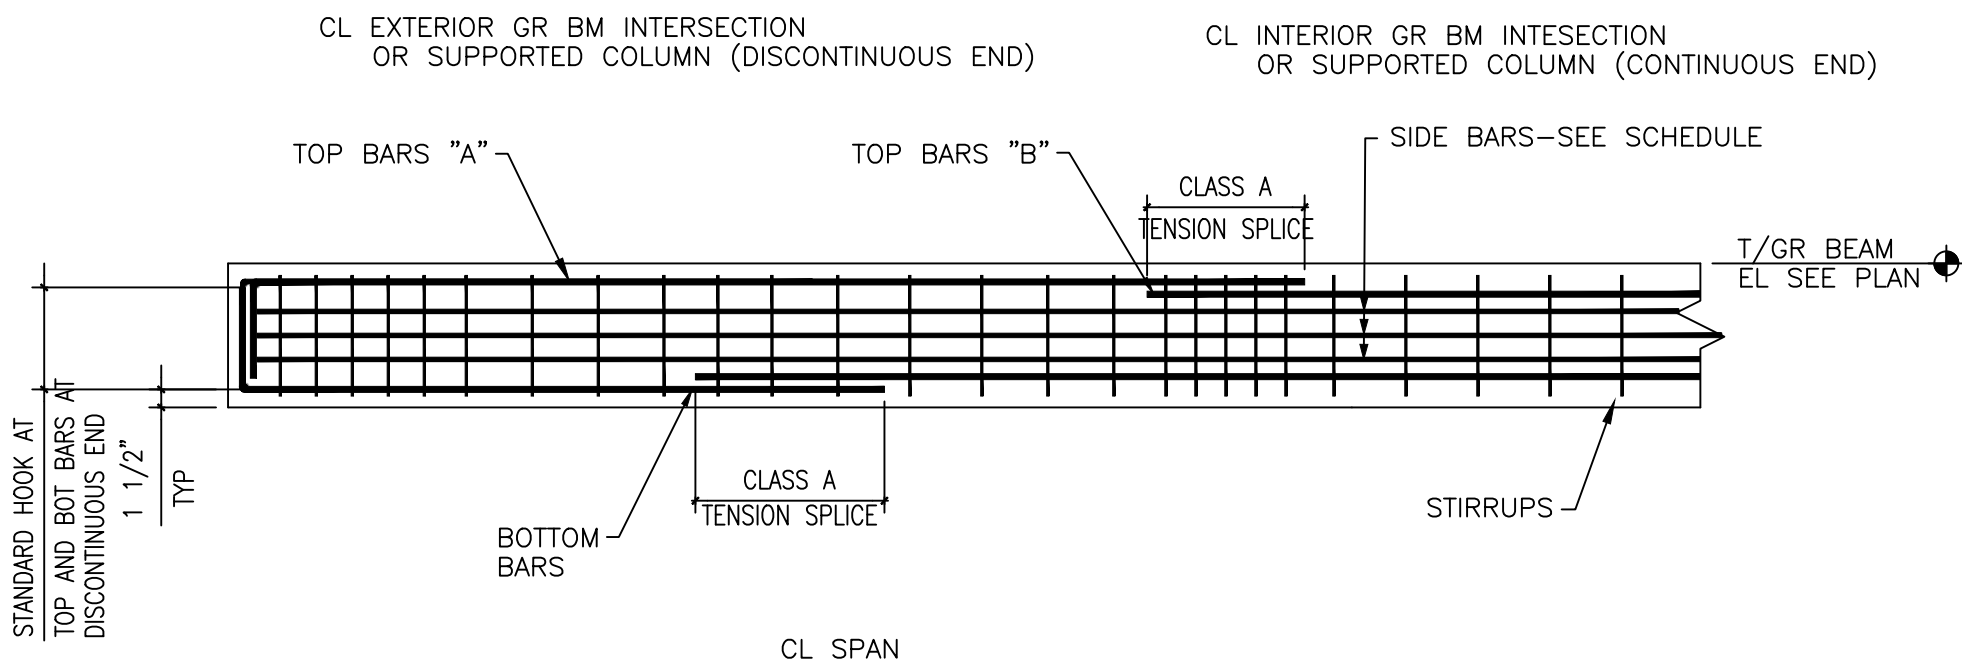 CL EXTERIOR GR BM INTERSECTION
OR SUPPORTED COLUMN (DISCONTINUOUS END)
CL INTERIOR GR BM INTESECTION
OR SUPPORTED COLUMN (CONTINUOUS END)
TOP BARS "A"
TOP BARS "B"
SIDE BARS-SEE SCHEDULE
CLASS A
TENSION SPLICE
T/GR BEAM
EL SEE PLAN
STANDARD HOOK AT
TOP AND BOT BARS AT
DISCONTINUOUS END
1 1/2"
TYP
CLASS A
TENSION SPLICE
BOTTOM
BARS
STIRRUPS
CL SPAN